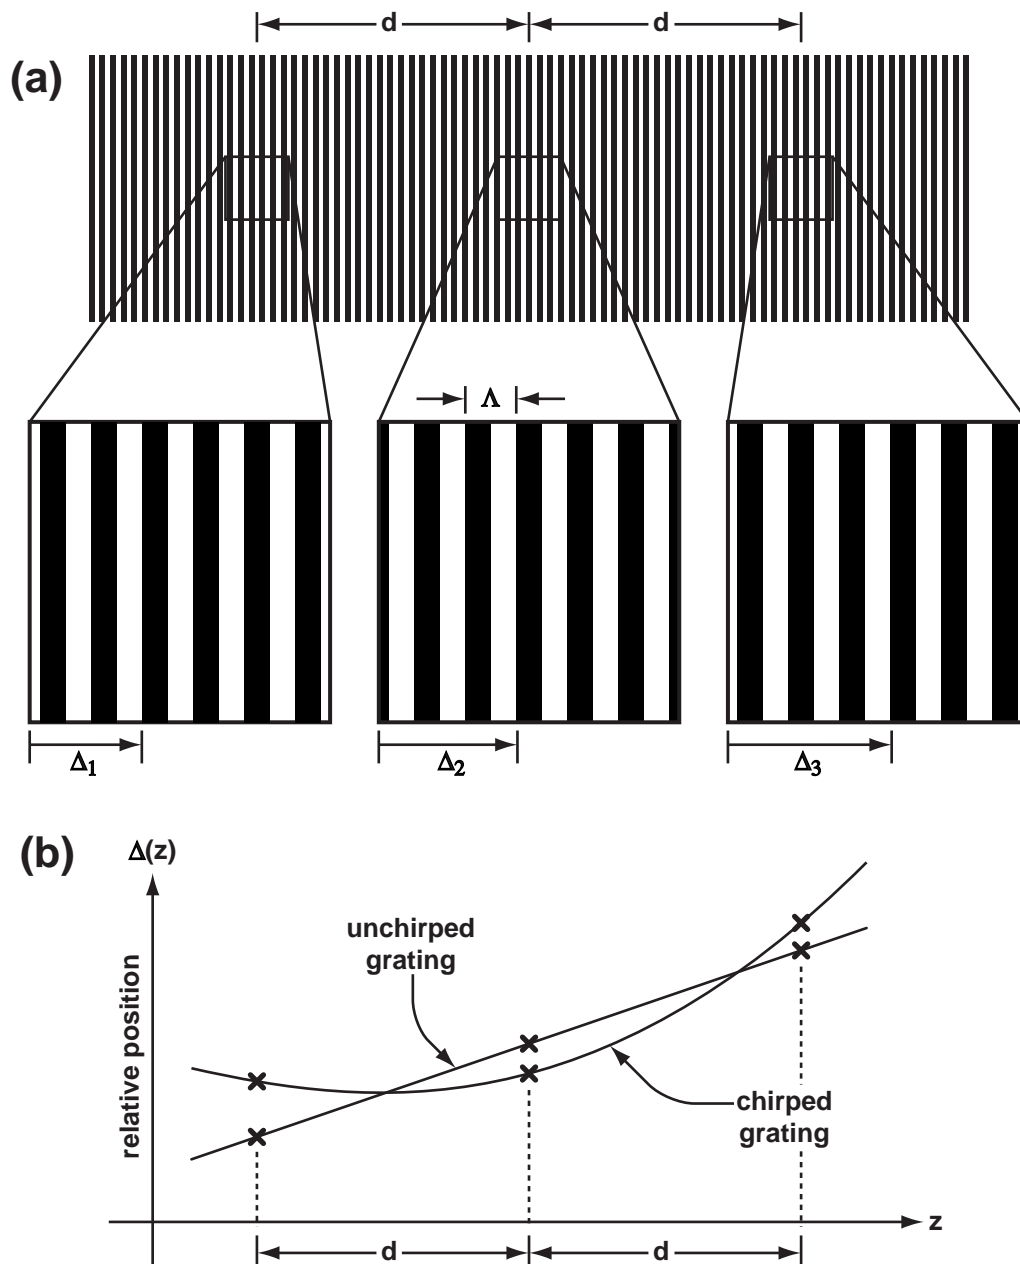 d d
(a)
Λ
Δ1 Δ2 Δ3
(b)
Δ(z)
unchirped
grating
relative position
chirped
grating
z
d d